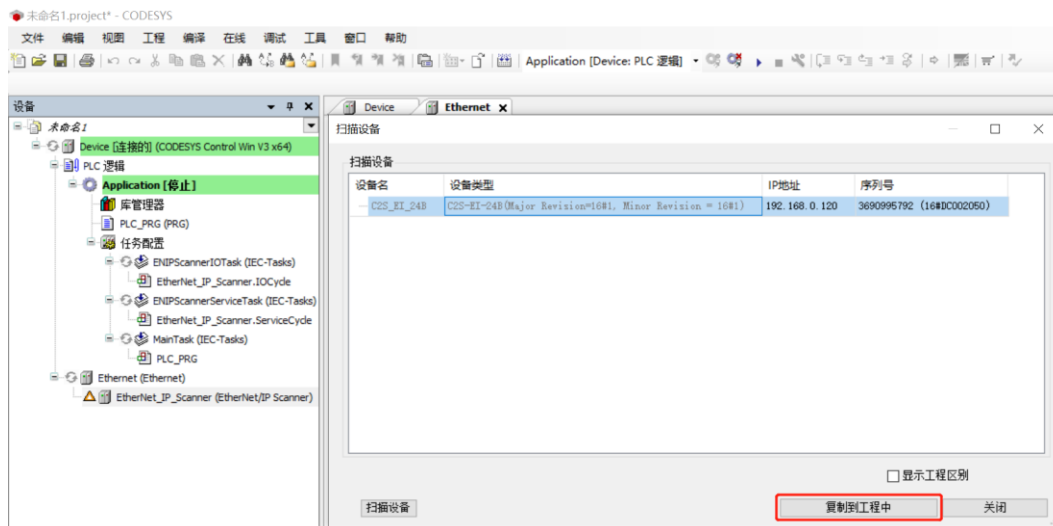 未命名1.project* - CODESYS
文件 编辑 视图 工程 编译 在线 调试 工具 窗口 帮助
Application [Device: PLC 逻辑]
设备
未命名1
Device [连接的] (CODESYS Control Win V3 x64)
PLC 逻辑
Application [停止]
库管理器
PLC_PRG (PRG)
任务配置
ENIPScannerIOTask (IEC-Tasks)
EtherNet_IP_Scanner.IOCycle
ENIPScannerServiceTask (IEC-Tasks)
EtherNet_IP_Scanner.ServiceCycle
MainTask (IEC-Tasks)
PLC_PRG
Ethernet (Ethernet)
EtherNet_IP_Scanner (EtherNet/IP Scanner)
Device Ethernet
扫描设备
扫描设备
设备名 设备类型 IP地址 序列号
C2S_EI_24B C2S-EI-24B(Major Revision=16#1, Minor Revision = 16#1) 192.168.0.120 3690995792 (16#DC002050)
显示工程区别
扫描设备 复制到工程中 关闭